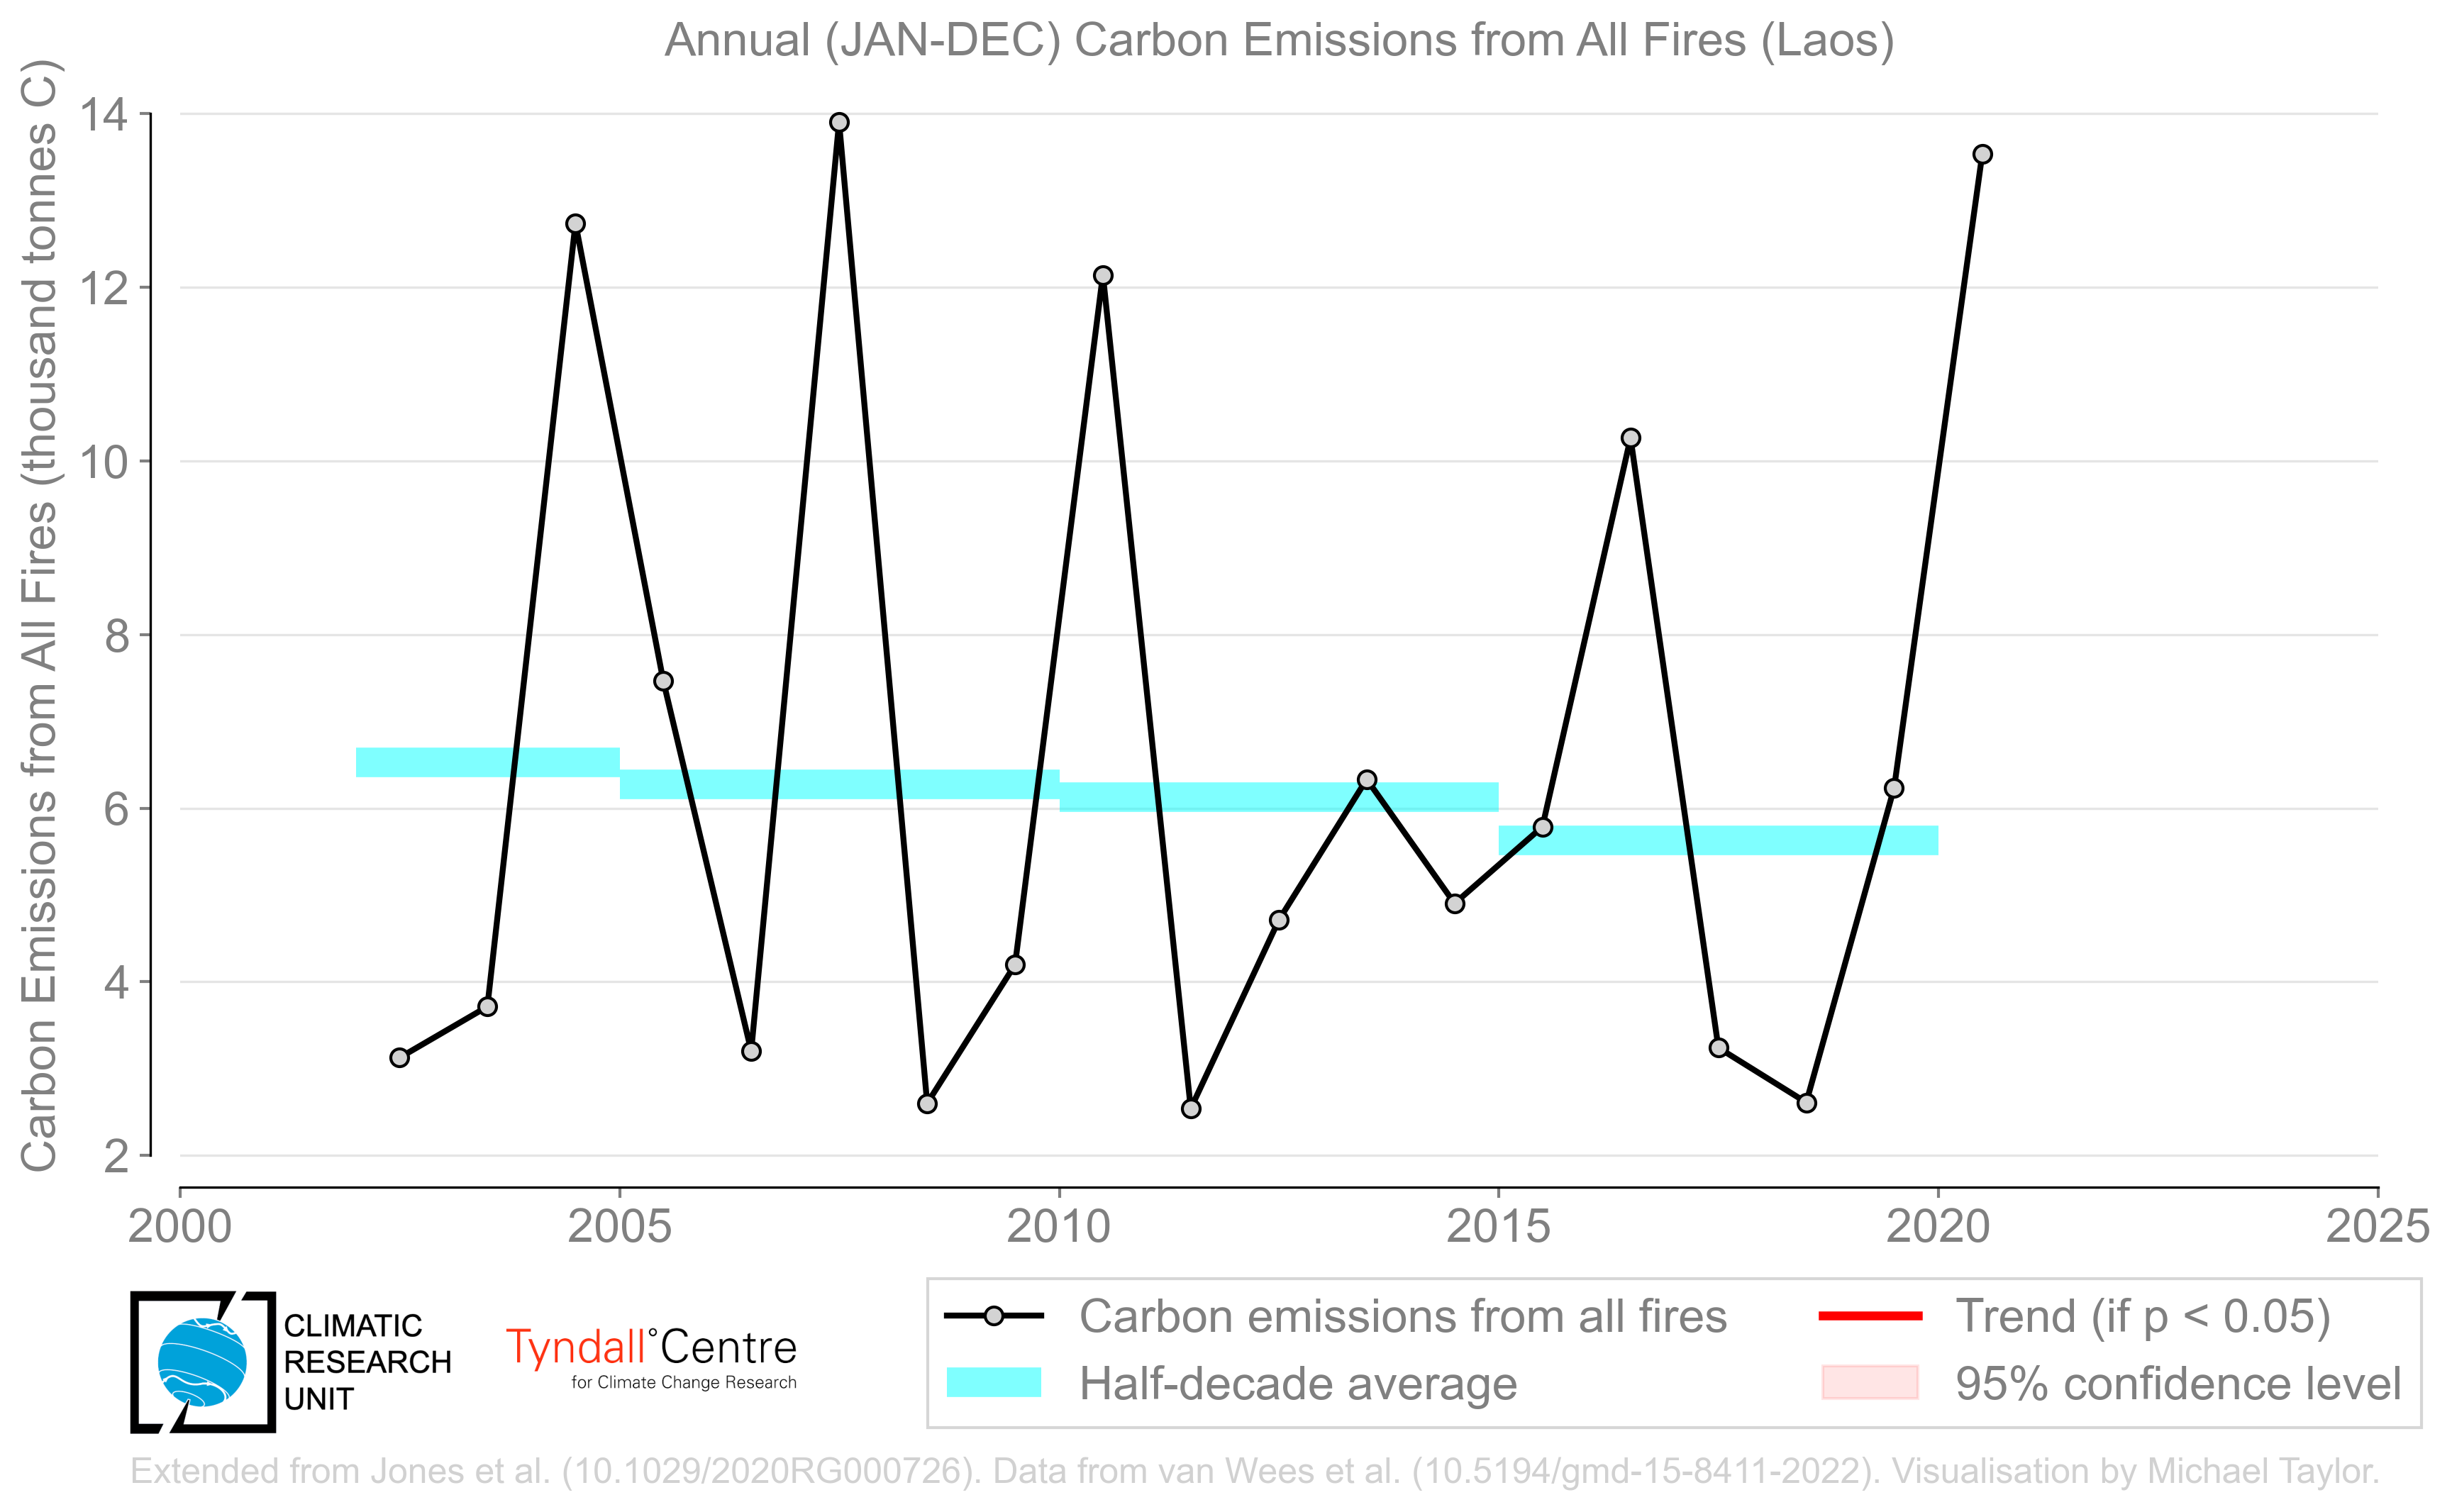 Annual (JAN-DEC) Carbon Emissions from All Fires (Laos)
Carbon Emissions from All Fires (thousand tonnes C)
14
12
10
8
6
4
2
2000
2005
2010
2015
2020
2025
CLIMATIC
RESEARCH
UNIT
Tyndall°Centre
for Climate Change Research
Carbon emissions from all fires
Half-decade average
Trend (if p < 0.05)
95% confidence level
Extended from Jones et al. (10.1029/2020RG000726). Data from van Wees et al. (10.5194/gmd-15-8411-2022). Visualisation by Michael Taylor.